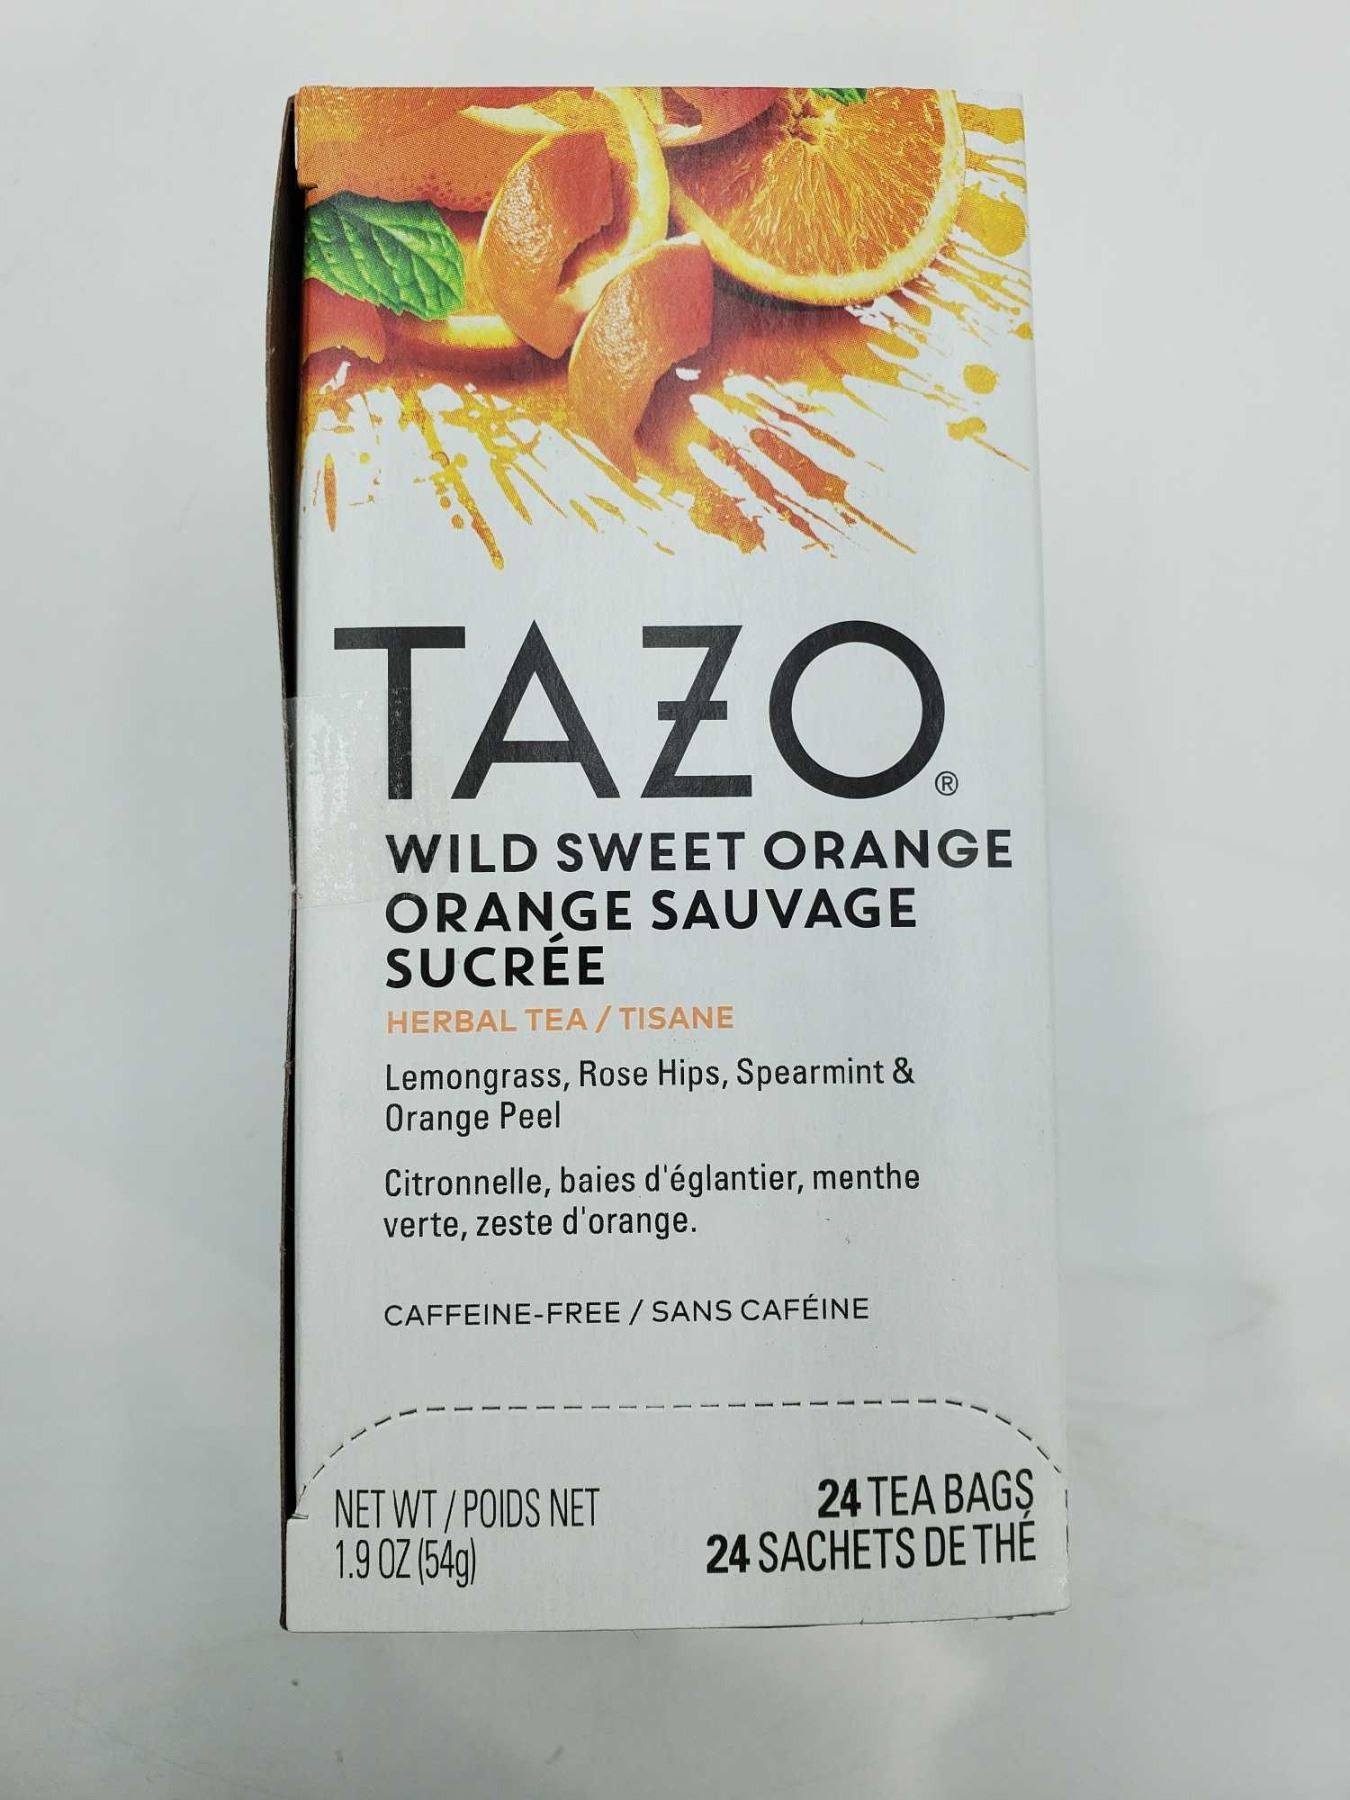 TAZO®
WILD SWEET ORANGE
ORANGE SAUVAGE
SUCRÉE
HERBAL TEA / TISANE
Lemongrass, Rose Hips, Spearmint &
Orange Peel
Citronnelle, baies d'églantier, menthe
verte, zeste d'orange.
CAFFEINE-FREE / SANS CAFÉINE
NET WT / POIDS NET
1.9 OZ (54g)
24 TEA BAGS
24 SACHETS DE THÉ